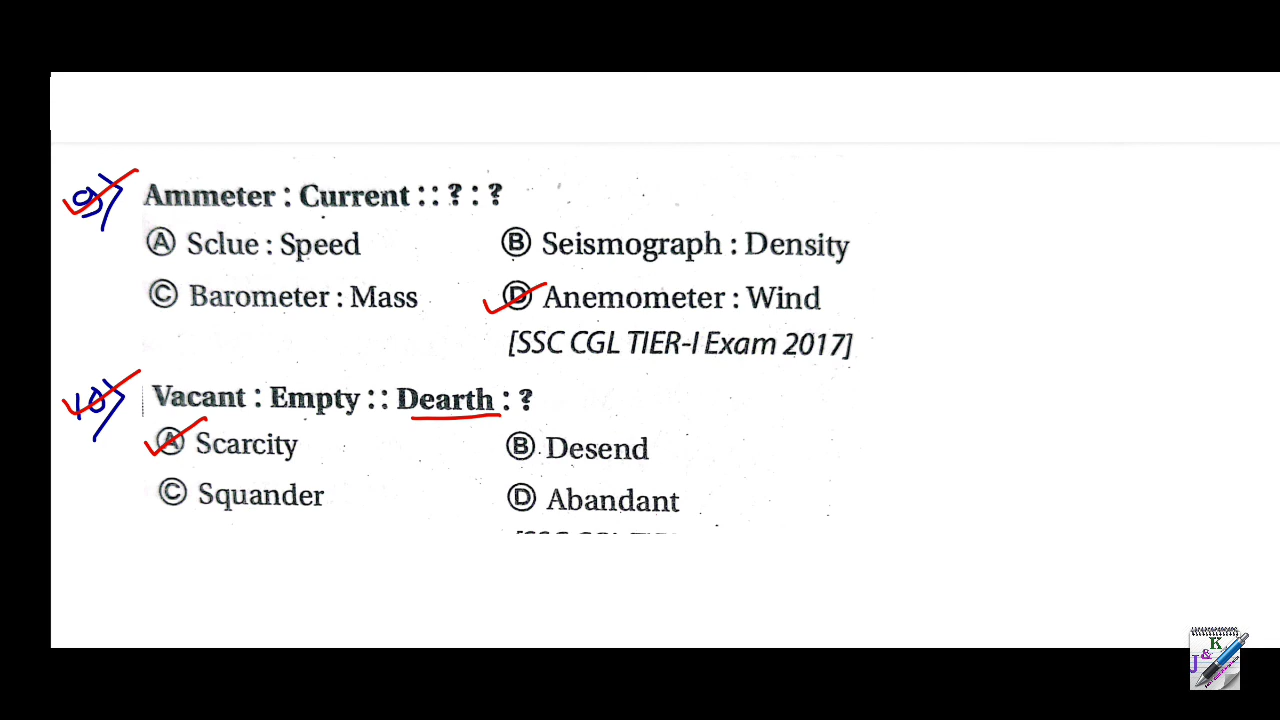 9) Ammeter : Current : : ? : ?
Ⓐ Sclue : Speed Ⓑ Seismograph : Density
Ⓒ Barometer : Mass Ⓓ Anemometer : Wind
[SSC CGL TIER-I Exam 2017]
10) Vacant : Empty : : Dearth : ?
Ⓐ Scarcity Ⓑ Desend
Ⓒ Squander Ⓓ Abandant
J & K